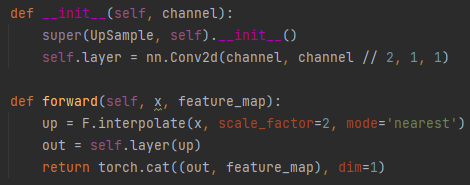 def __init__(self, channel):
    super(UpSample, self).__init__()
    self.layer = nn.Conv2d(channel, channel // 2, 1, 1)

def forward(self, x, feature_map):
    up = F.interpolate(x, scale_factor=2, mode='nearest')
    out = self.layer(up)
    return torch.cat((out, feature_map), dim=1)